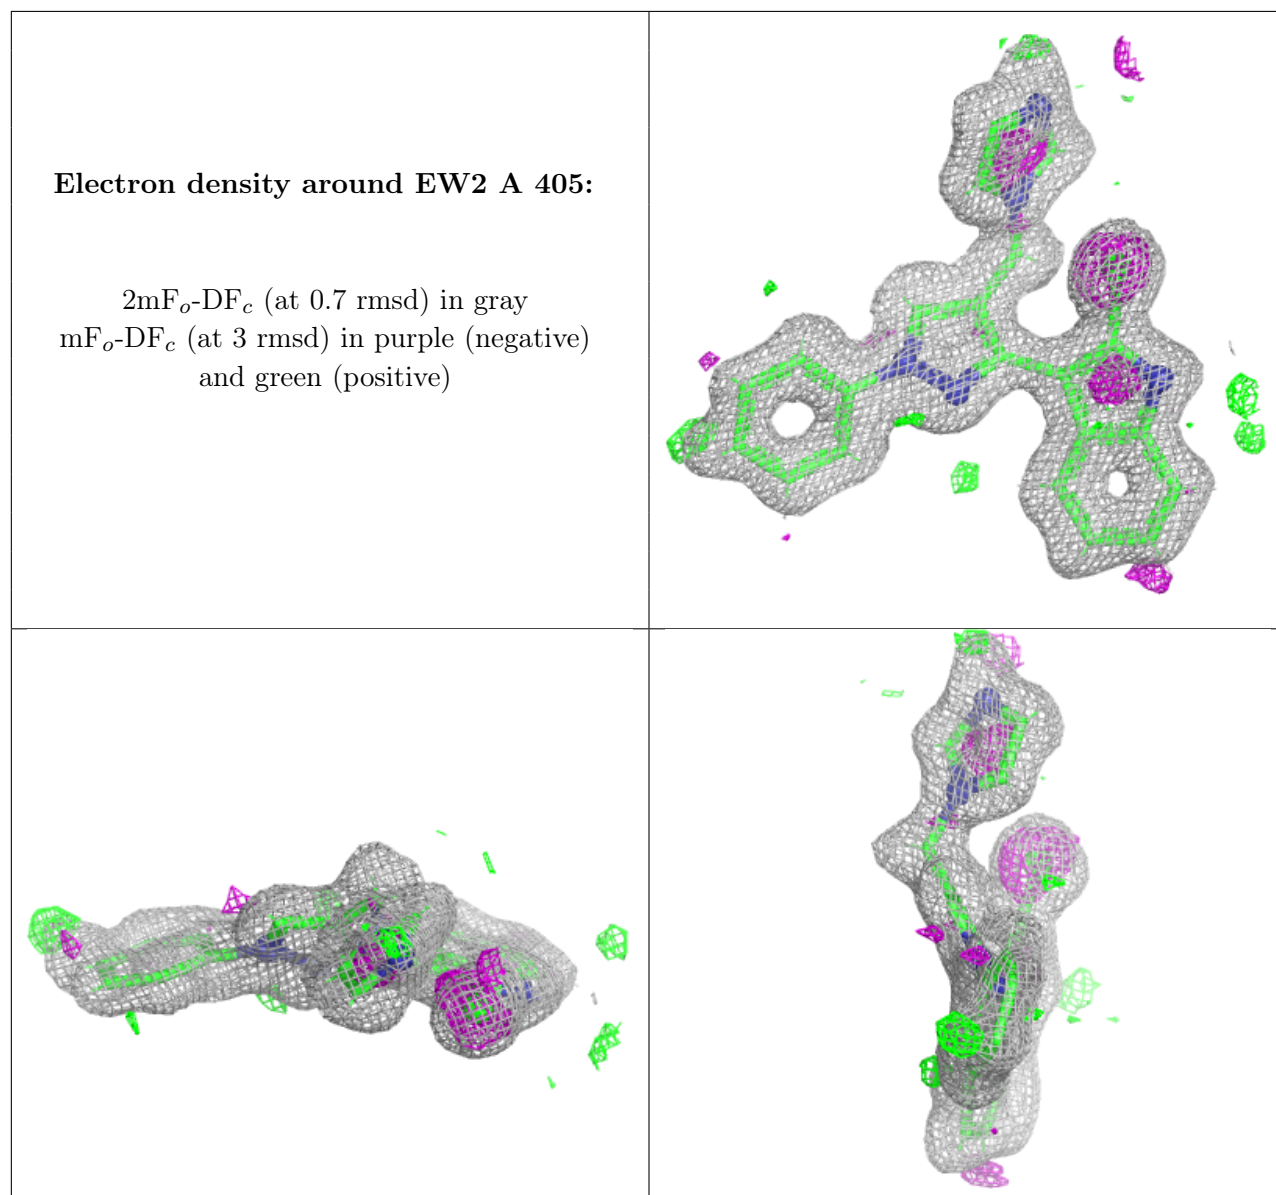 Electron density around EW2 A 405:
2mFo-DFc (at 0.7 rmsd) in gray
mFo-DFc (at 3 rmsd) in purple (negative)
and green (positive)